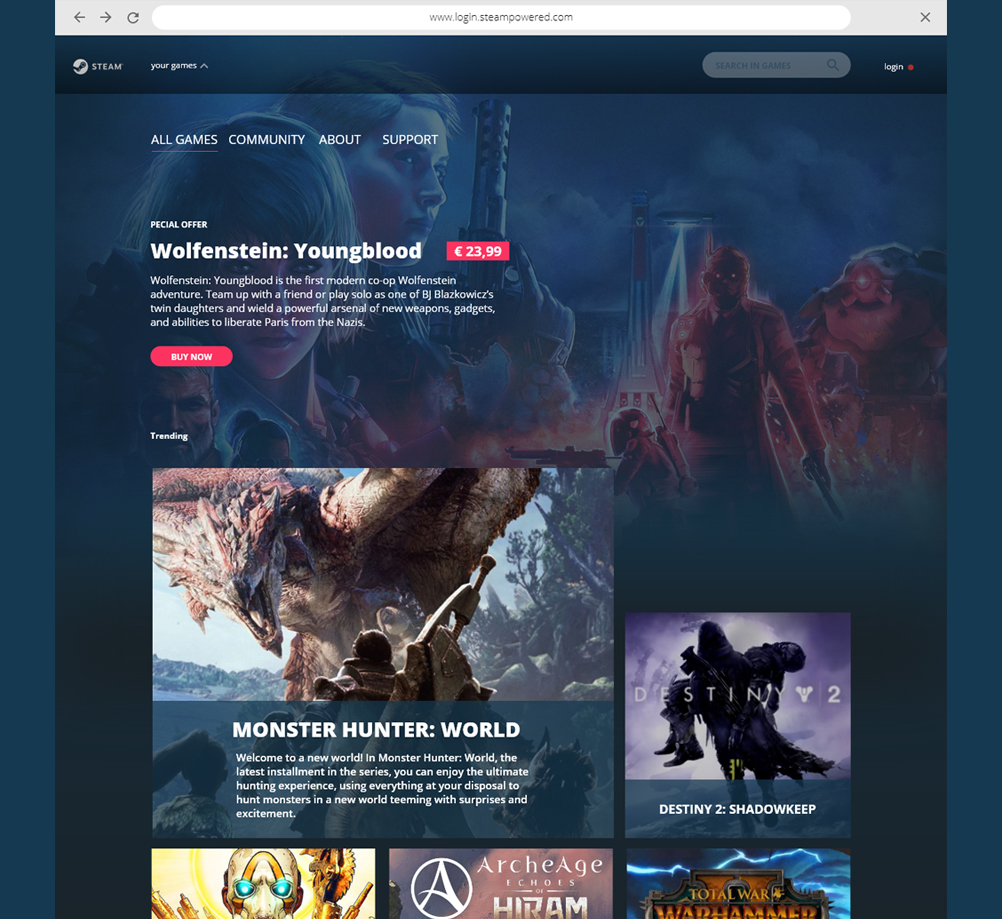 www.login.steampowered.com
STEAM
your games
SEARCH IN GAMES
login
ALL GAMES COMMUNITY ABOUT SUPPORT
PECIAL OFFER
Wolfenstein: Youngblood € 23,99
Wolfenstein: Youngblood is the first modern co-op Wolfenstein
adventure. Team up with a friend or play solo as one of BJ Blazkowicz's
twin daughters and wield a powerful arsenal of new weapons, gadgets,
and abilities to liberate Paris from the Nazis.
BUY NOW
Trending
MONSTER HUNTER: WORLD
Welcome to a new world! In Monster Hunter: World, the
latest installment in the series, you can enjoy the ultimate
hunting experience, using everything at your disposal to
hunt monsters in a new world teeming with surprises and
excitement.
DESTINY 2
DESTINY 2: SHADOWKEEP
ARCHEAGE
ECHOES
OF
HIRAM
TOTAL WAR
WARHAMMER